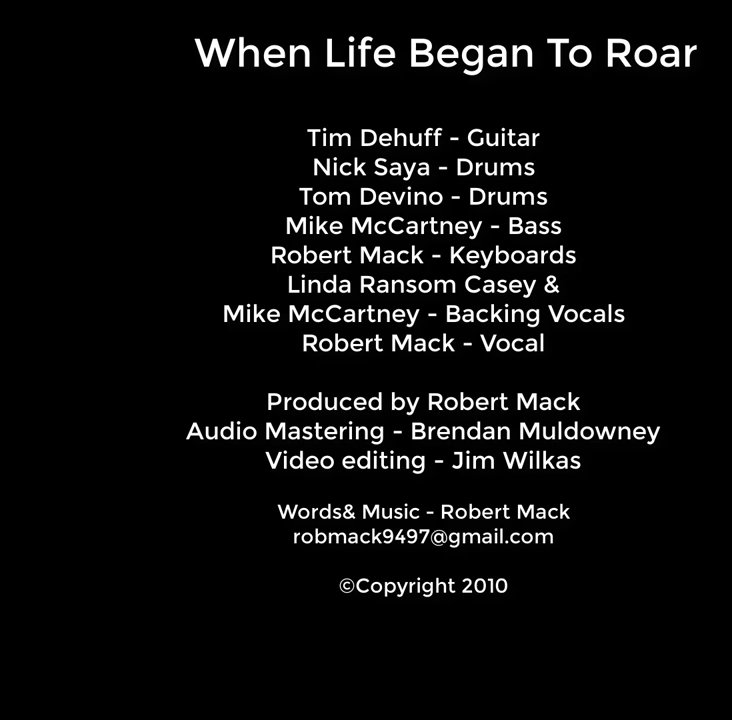 When Life Began To Roar
Tim Dehuff - Guitar
Nick Saya - Drums
Tom Devino - Drums
Mike McCartney - Bass
Robert Mack - Keyboards
Linda Ransom Casey &
Mike McCartney - Backing Vocals
Robert Mack - Vocal
Produced by Robert Mack
Audio Mastering - Brendan Muldowney
Video editing - Jim Wilkas
Words& Music - Robert Mack
robmack9497@gmail.com
©Copyright 2010